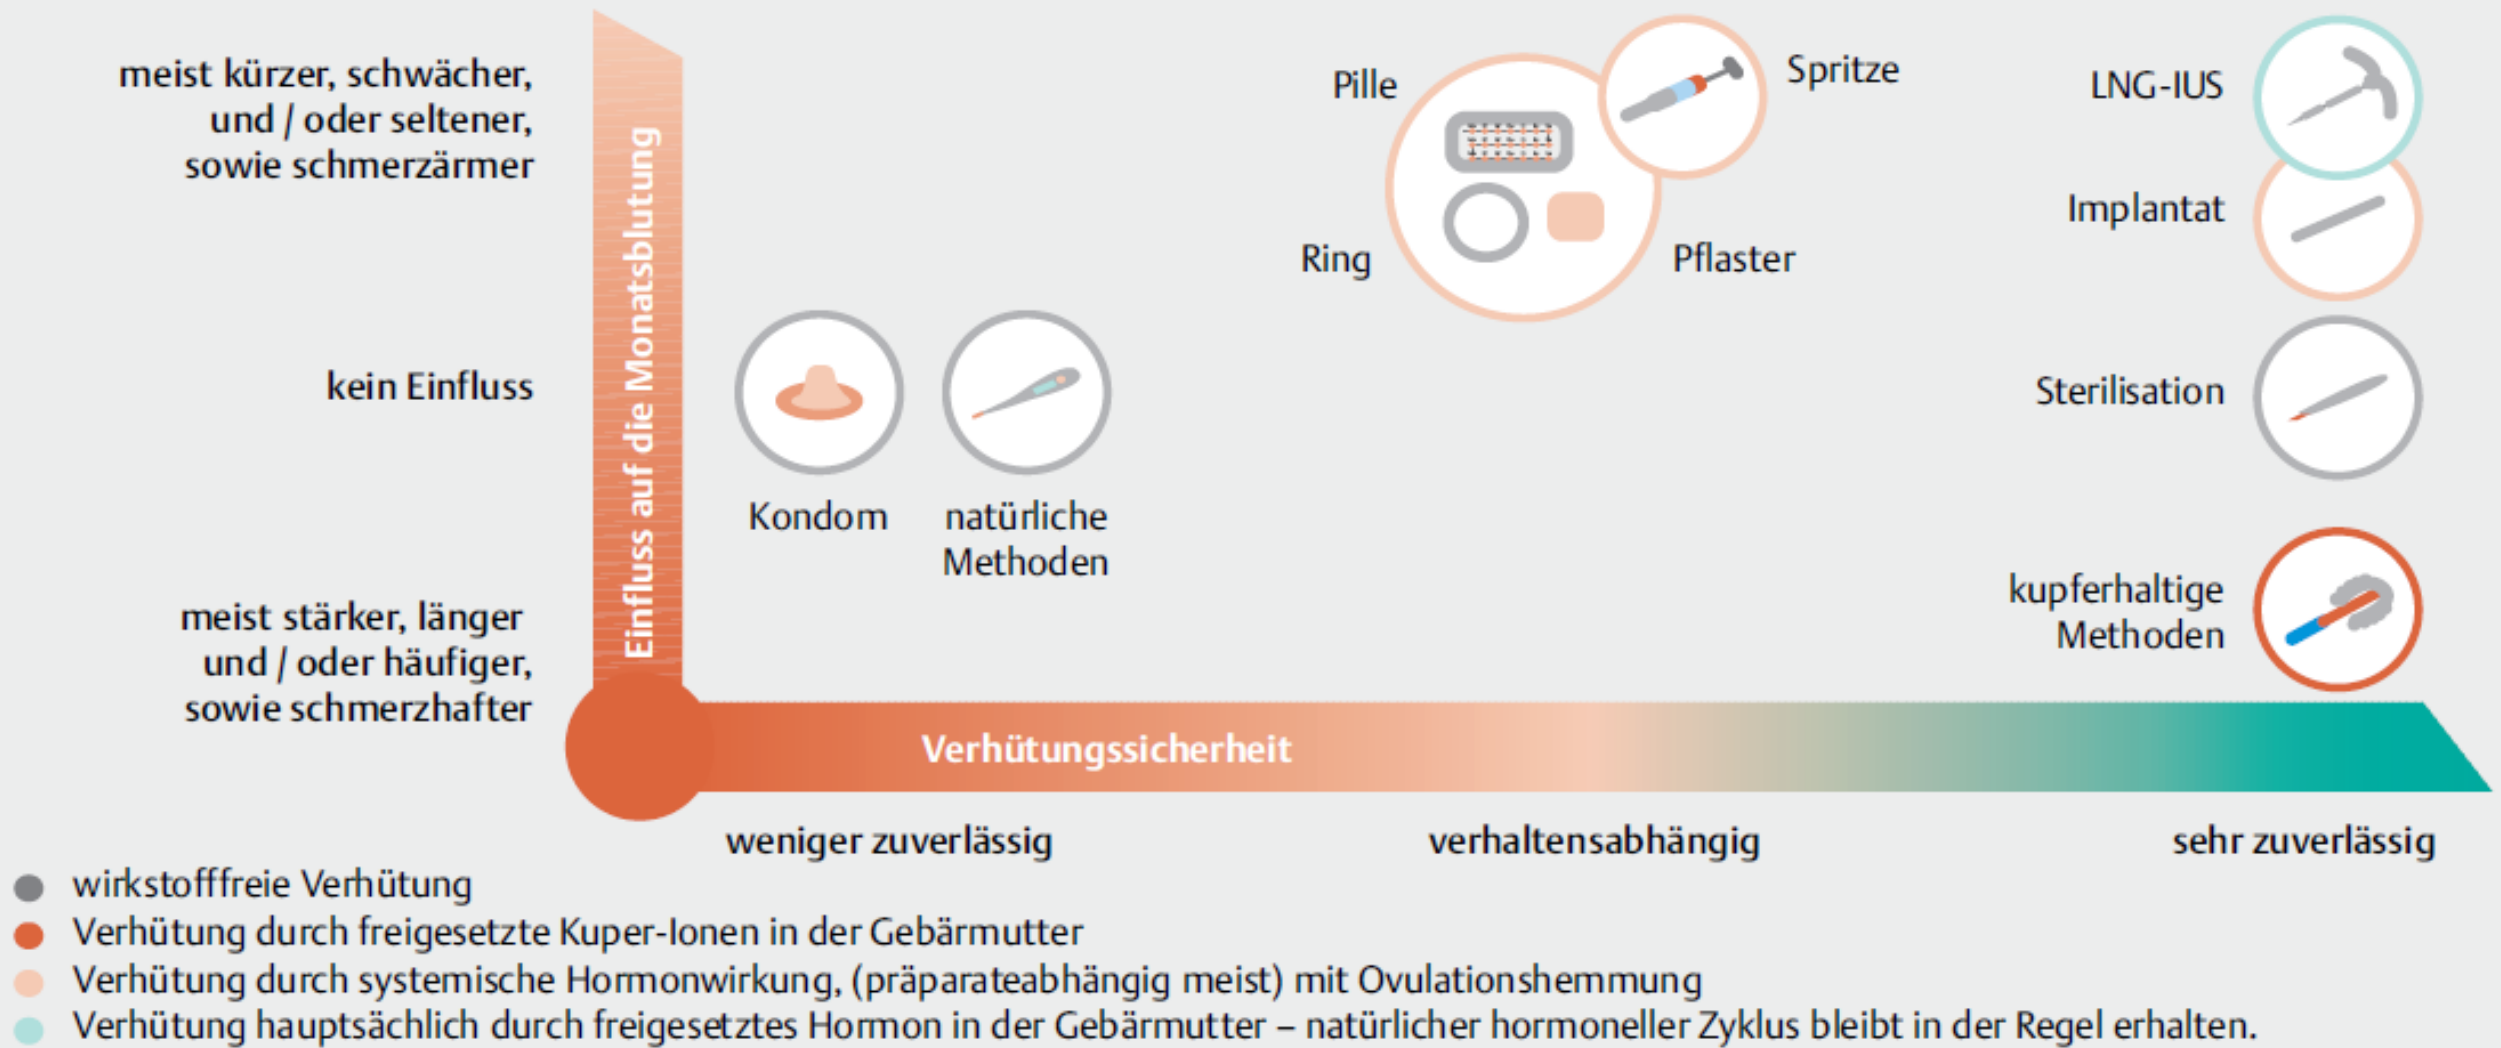 meist kürzer, schwächer,
und / oder seltener,
sowie schmerzärmer
kein Einfluss
meist stärker, länger
und / oder häufiger,
sowie schmerzhafter
Einfluss auf die Monatsblutung
Kondom
natürliche
Methoden
Pille
Spritze
Ring
Pflaster
LNG-IUS
Implantat
Sterilisation
kupferhaltige
Methoden
Verhütungssicherheit
weniger zuverlässig
verhaltensabhängig
sehr zuverlässig
wirkstofffreie Verhütung
Verhütung durch freigesetzte Kuper-Ionen in der Gebärmutter
Verhütung durch systemische Hormonwirkung, (präparateabhängig meist) mit Ovulationshemmung
Verhütung hauptsächlich durch freigesetztes Hormon in der Gebärmutter – natürlicher hormoneller Zyklus bleibt in der Regel erhalten.